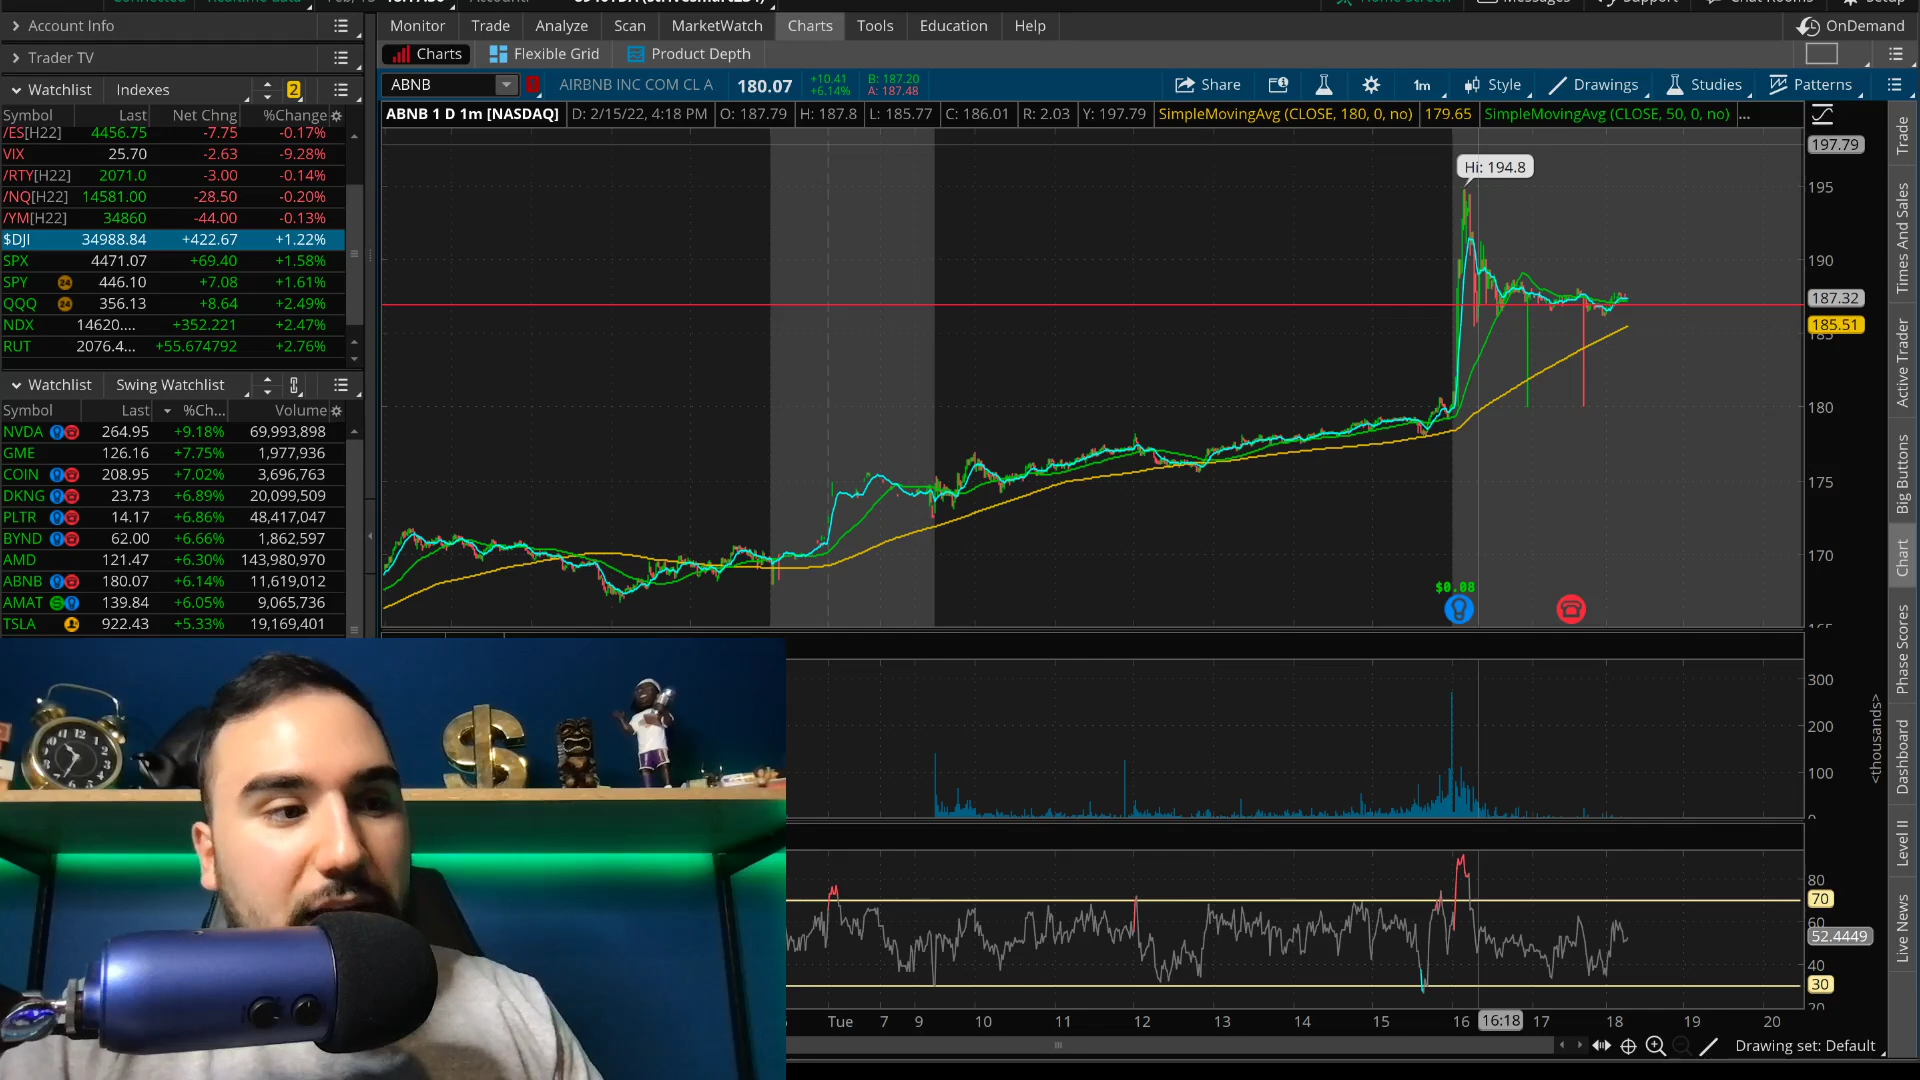 Account Info
Trader TV
Watchlist Indexes 2
Symbol Last Net Chng %Change
/ES[H22] 4456.75 -7.75 -0.17%
VIX 25.70 -2.63 -9.28%
/RTY[H22] 2071.0 -3.00 -0.14%
/NQ[H22] 14581.00 -28.50 -0.20%
/YM[H22] 34860 -44.00 -0.13%
$DJI 34988.84 +422.67 +1.22%
SPX 4471.07 +69.40 +1.58%
SPY 24 446.10 +7.08 +1.61%
QQQ 24 356.13 +8.64 +2.49%
NDX 14620.... +352.221 +2.47%
RUT 2076.4... +55.674792 +2.76%
Watchlist Swing Watchlist
Symbol Last %Ch... Volume
NVDA 264.95 +9.18% 69,993,898
GME 126.16 +7.75% 1,977,936
COIN 208.95 +7.02% 3,696,763
DKNG 23.73 +6.89% 20,099,509
PLTR 14.17 +6.86% 48,417,047
BYND 62.00 +6.66% 1,862,597
AMD 121.47 +6.30% 143,980,970
ABNB 180.07 +6.14% 11,619,012
AMAT 139.84 +6.05% 9,065,736
TSLA 922.43 +5.33% 19,169,401
Monitor Trade Analyze Scan MarketWatch Charts Tools Education Help OnDemand
Charts Flexible Grid Product Depth
ABNB AIRBNB INC COM CL A 180.07 +10.41 B: 187.20
+6.14% A: 187.48
Share 1m Style Drawings Studies Patterns
ABNB 1 D 1m [NASDAQ] D: 2/15/22, 4:18 PM O: 187.79 H: 187.8 L: 185.77 C: 186.01 R: 2.03 Y: 197.79 SimpleMovingAvg (CLOSE, 180, 0, no) 179.65 SimpleMovingAvg (CLOSE, 50, 0, no) ...
Hi: 194.8
197.79
195
190
187.32
185.51
185
180
175
170
165
$0.08
300
200
100
0
<thousands>
80
70
60
52.4449
40
30
20
Tue 7 9 10 11 12 13 14 15 16 16:18 17 18 19 20
Drawing set: Default
Trade
Times And Sales
Active Trader
Big Buttons
Chart
Phase Scores
Dashboard
Level II
Live News